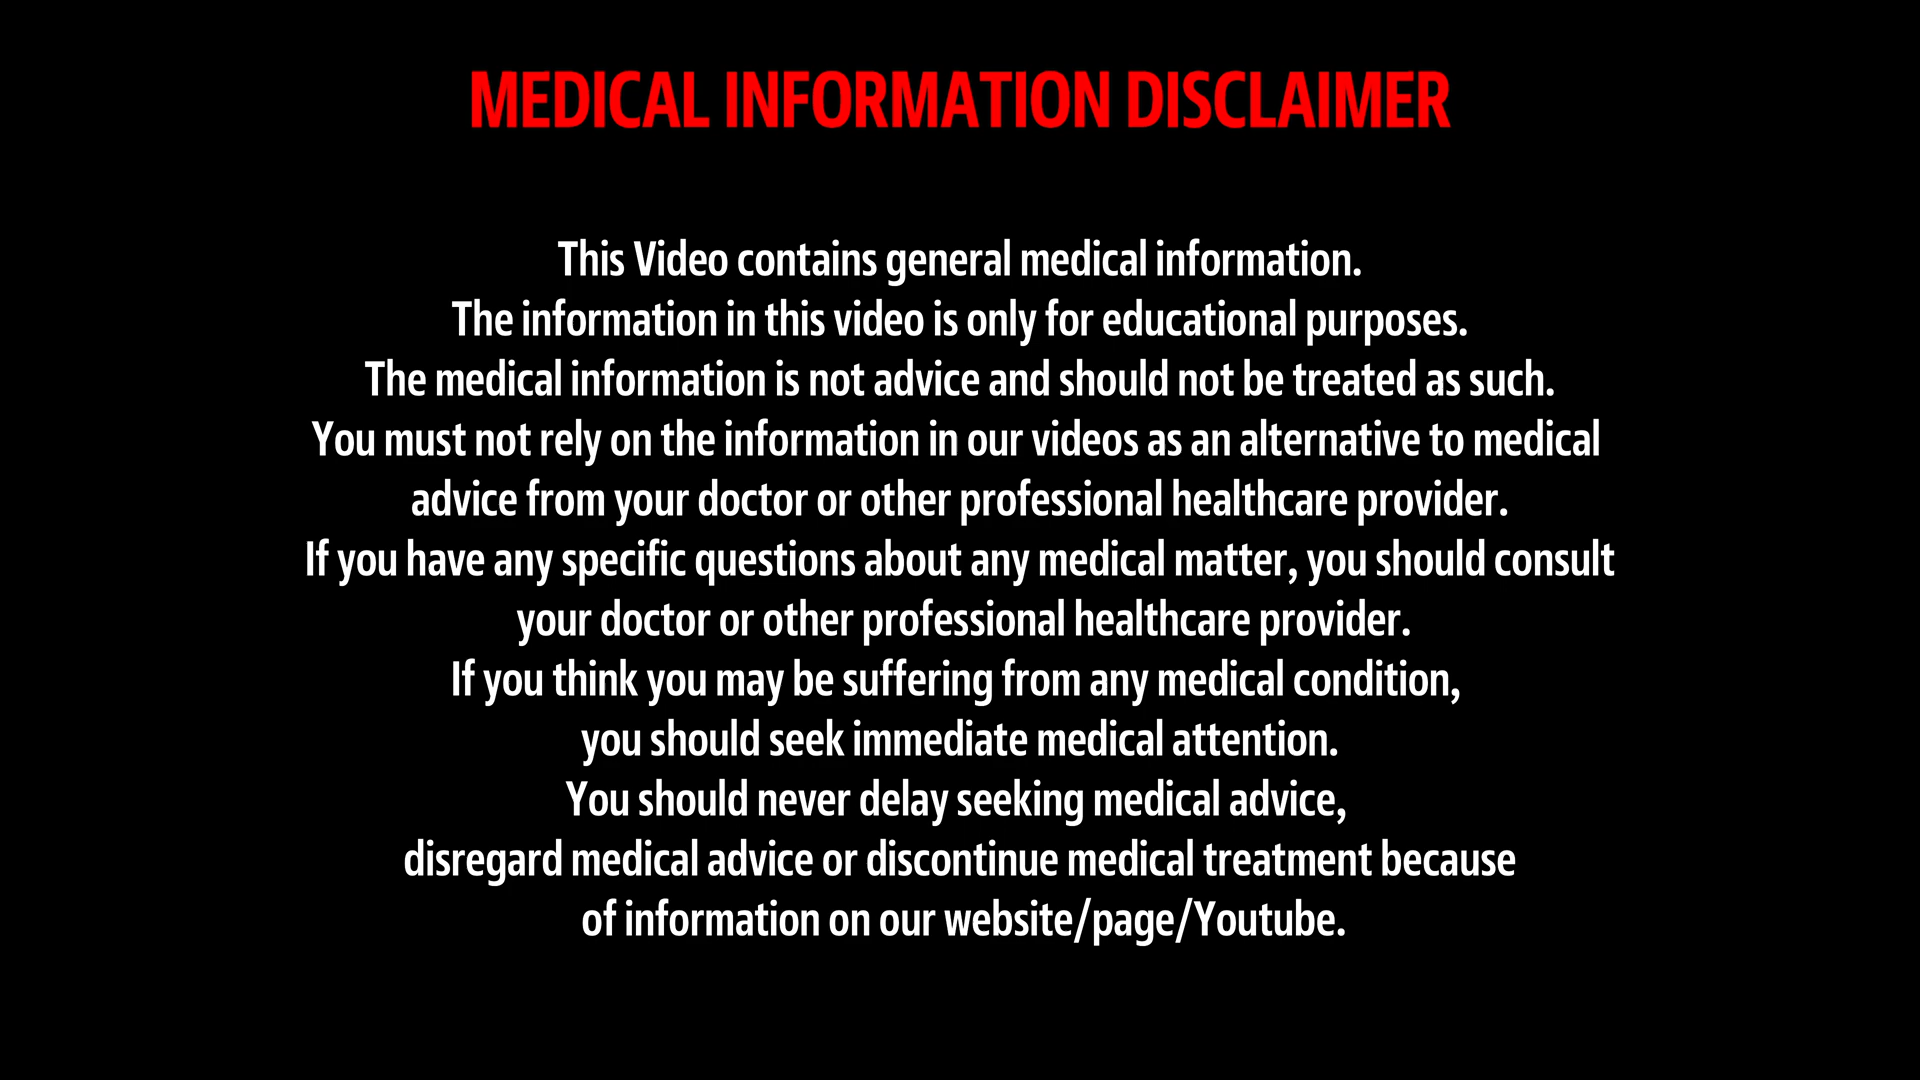 MEDICAL INFORMATION DISCLAIMER
This Video contains general medical information.
The information in this video is only for educational purposes.
The medical information is not advice and should not be treated as such.
You must not rely on the information in our videos as an alternative to medical
advice from your doctor or other professional healthcare provider.
If you have any specific questions about any medical matter, you should consult
your doctor or other professional healthcare provider.
If you think you may be suffering from any medical condition,
you should seek immediate medical attention.
You should never delay seeking medical advice,
disregard medical advice or discontinue medical treatment because
of information on our website/page/Youtube.